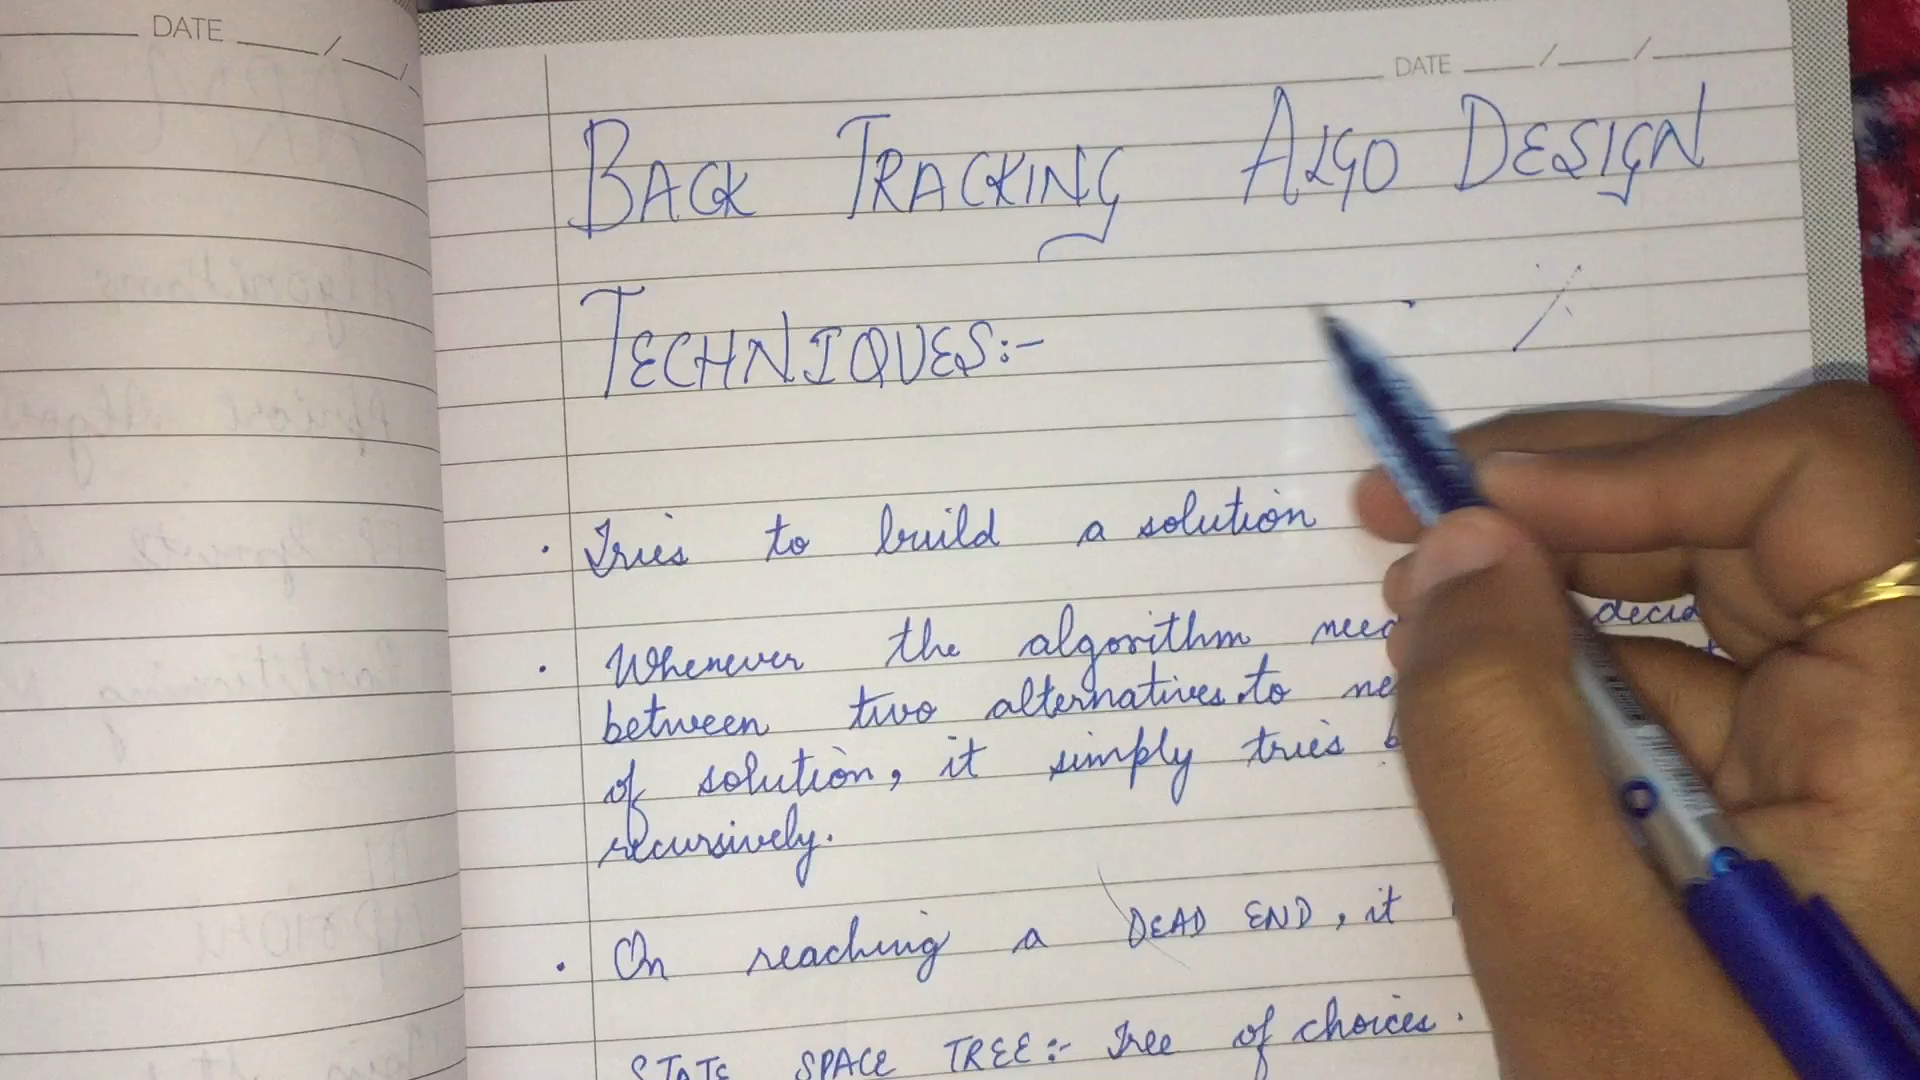 DATE / /
DATE / /
BACK TRACKING ALGO DESIGN
TECHNIQUES:-
• Tries to build a solution
• Whenever the algorithm decid
between two alternatives to
of solution, it simply tries
recursively.
• On reaching a DEAD END, it
STATE SPACE TREE:- Tree of choices.